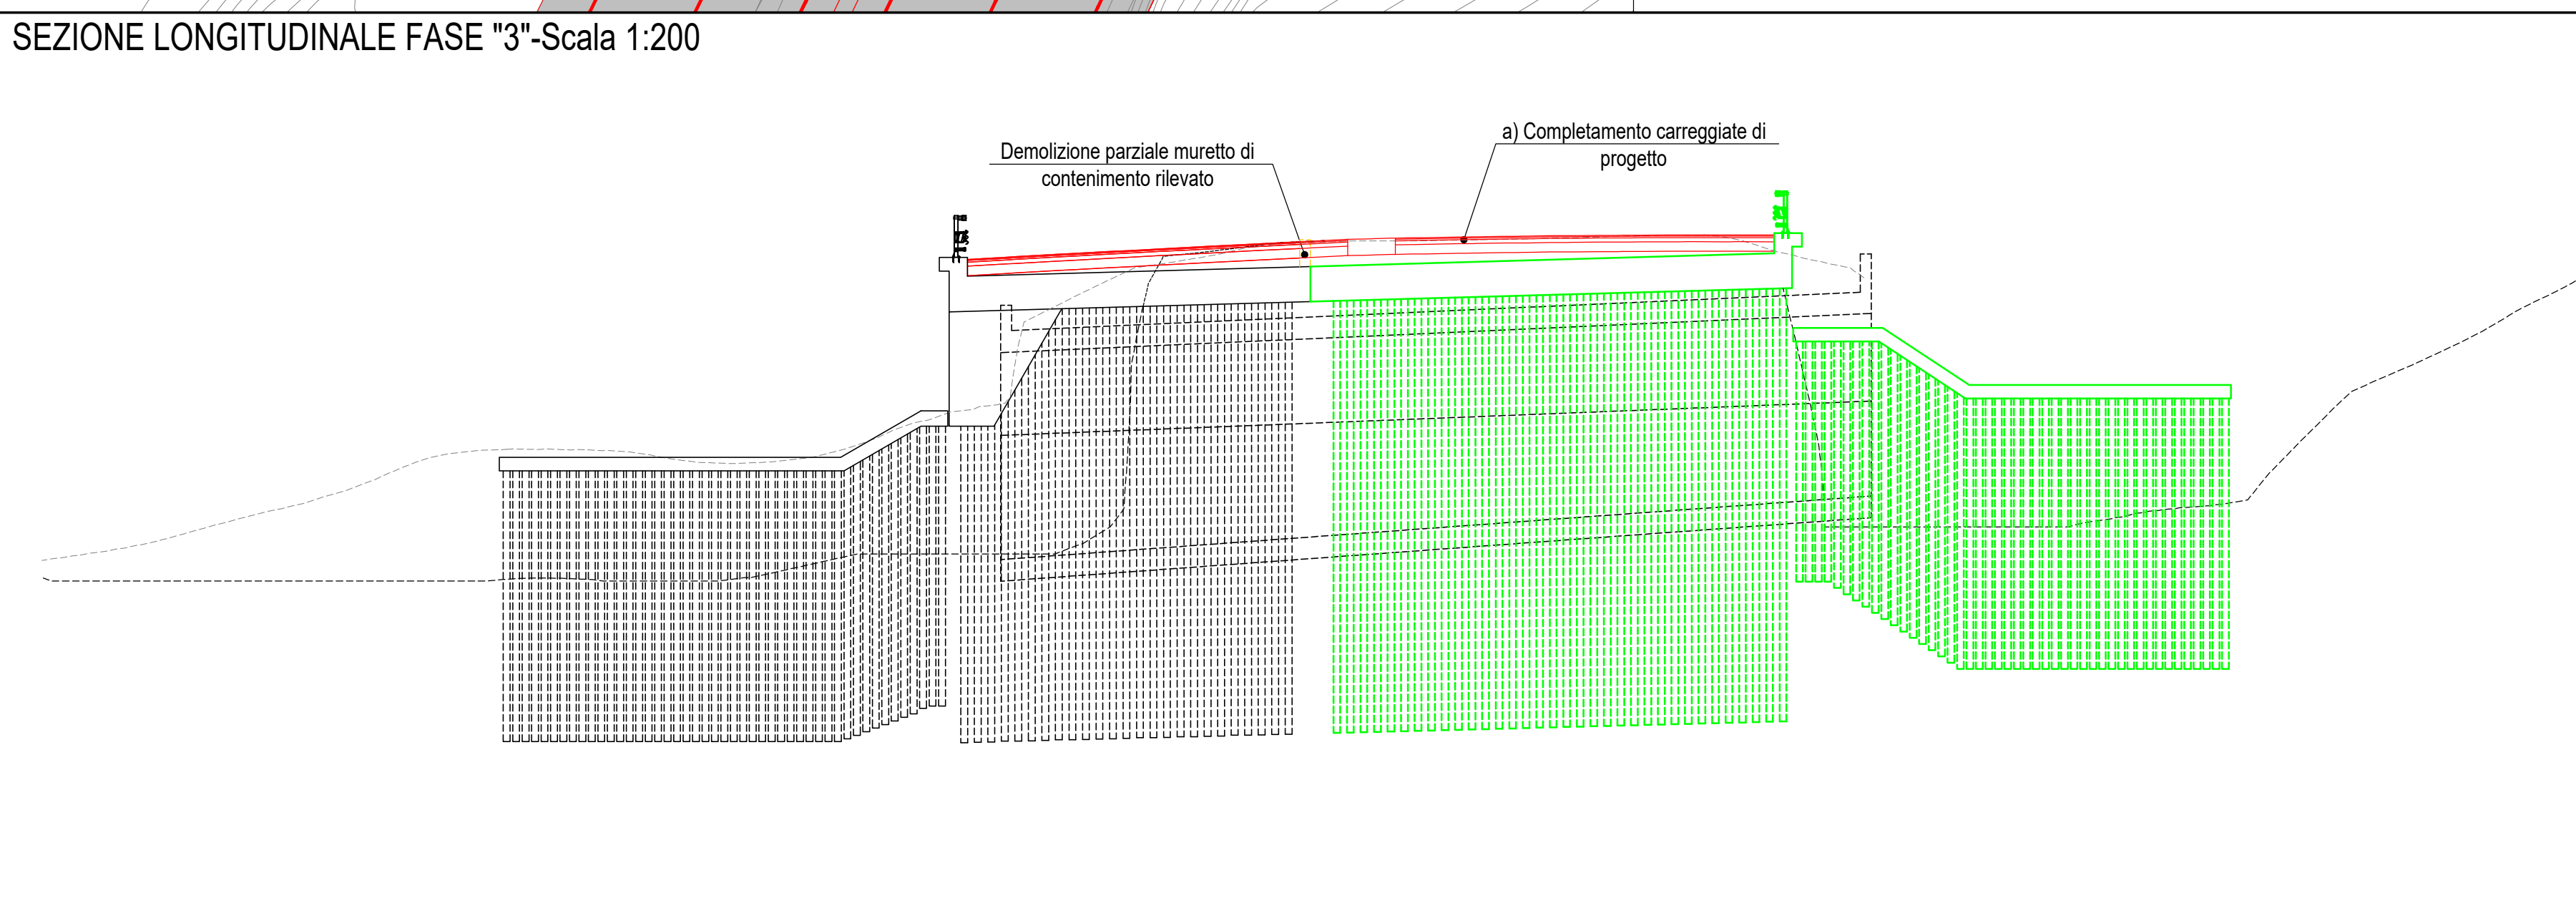 SEZIONE LONGITUDINALE FASE "3"-Scala 1:200
Demolizione parziale muretto di
contenimento rilevato
a) Completamento carreggiate di
progetto